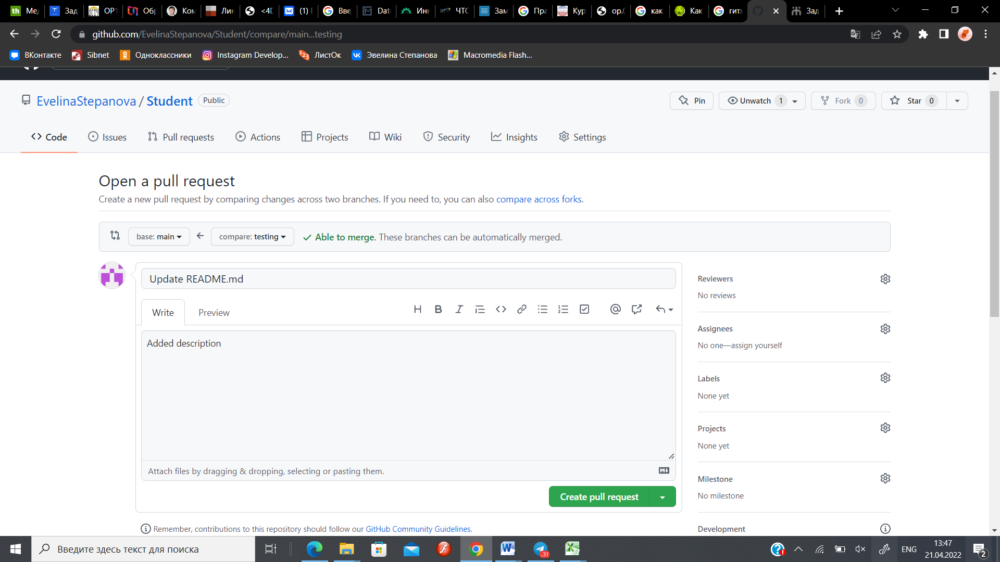 Ме
Зад
ОР
Обр
Ком
Лин
<4D
(1)
Вве
Dat
Инн
ЧТО
Зам
Пра
Кур
op.
как
Как
гитх
Зад
github.com/EvelinaStepanova/Student/compare/main...testing
ВКонтакте Sibnet Одноклассники Instagram Develop... ЛистОк Эвелина Степанова Macromedia Flash...
EvelinaStepanova / Student Public
Pin Unwatch 1 Fork 0 Star 0
Code Issues Pull requests Actions Projects Wiki Security Insights Settings
Open a pull request
Create a new pull request by comparing changes across two branches. If you need to, you can also compare across forks.
base: main compare: testing Able to merge. These branches can be automatically merged.
Update README.md
Write Preview
Added description
Attach files by dragging & dropping, selecting or pasting them.
Create pull request
Remember, contributions to this repository should follow our GitHub Community Guidelines.
Reviewers
No reviews
Assignees
No one—assign yourself
Labels
None yet
Projects
None yet
Milestone
No milestone
Development
Введите здесь текст для поиска
31
ENG
13:47
21.04.2022
2